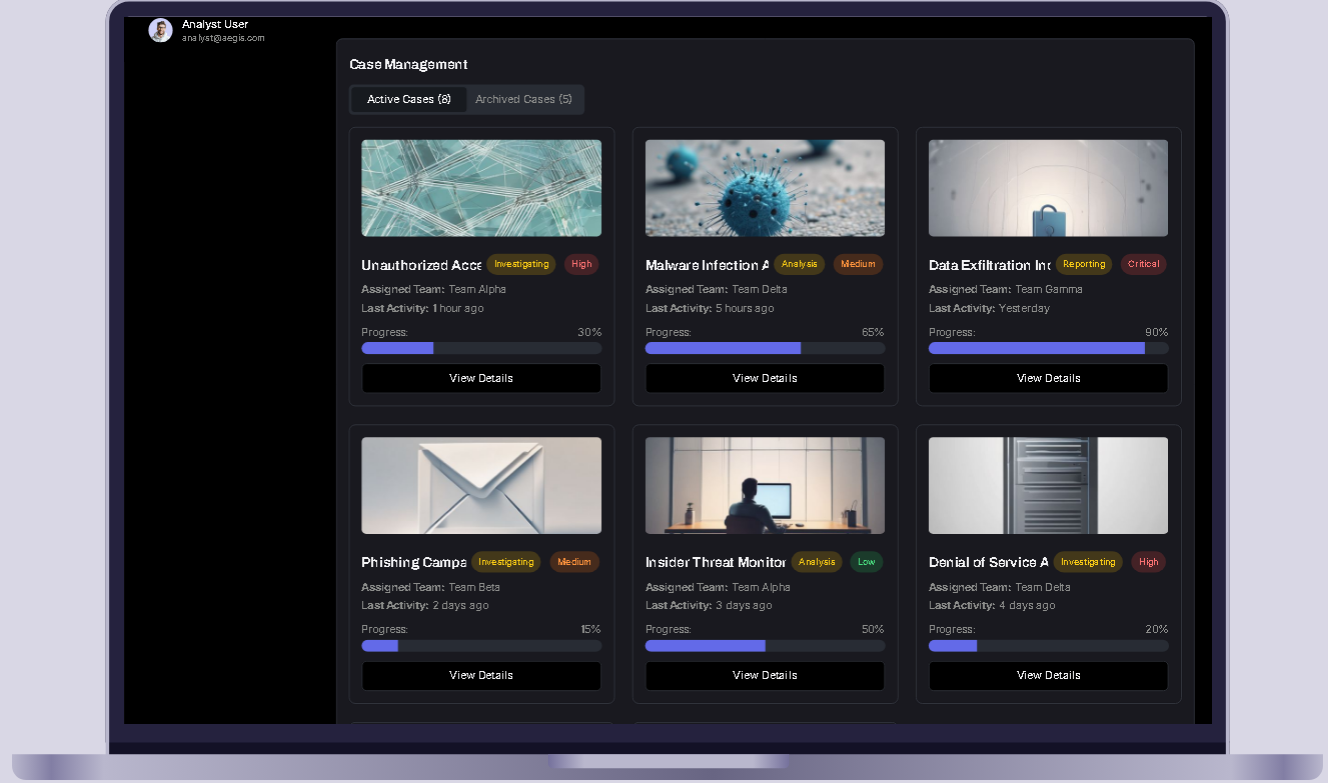 Analyst User
analyst@aegis.com
Case Management
Active Cases (8) Archived Cases (5)
Unauthorized Acce Investigating High
Assigned Team: Team Alpha
Last Activity: 1 hour ago
Progress: 30%
View Details
Malware Infection A Analysis Medium
Assigned Team: Team Delta
Last Activity: 5 hours ago
Progress: 65%
View Details
Data Exfiltration Inc Reporting Critical
Assigned Team: Team Gamma
Last Activity: Yesterday
Progress: 90%
View Details
Phishing Campa Investigating Medium
Assigned Team: Team Beta
Last Activity: 2 days ago
Progress: 15%
View Details
Insider Threat Monitor Analysis Low
Assigned Team: Team Alpha
Last Activity: 3 days ago
Progress: 50%
View Details
Denial of Service A Investigating High
Assigned Team: Team Delta
Last Activity: 4 days ago
Progress: 20%
View Details